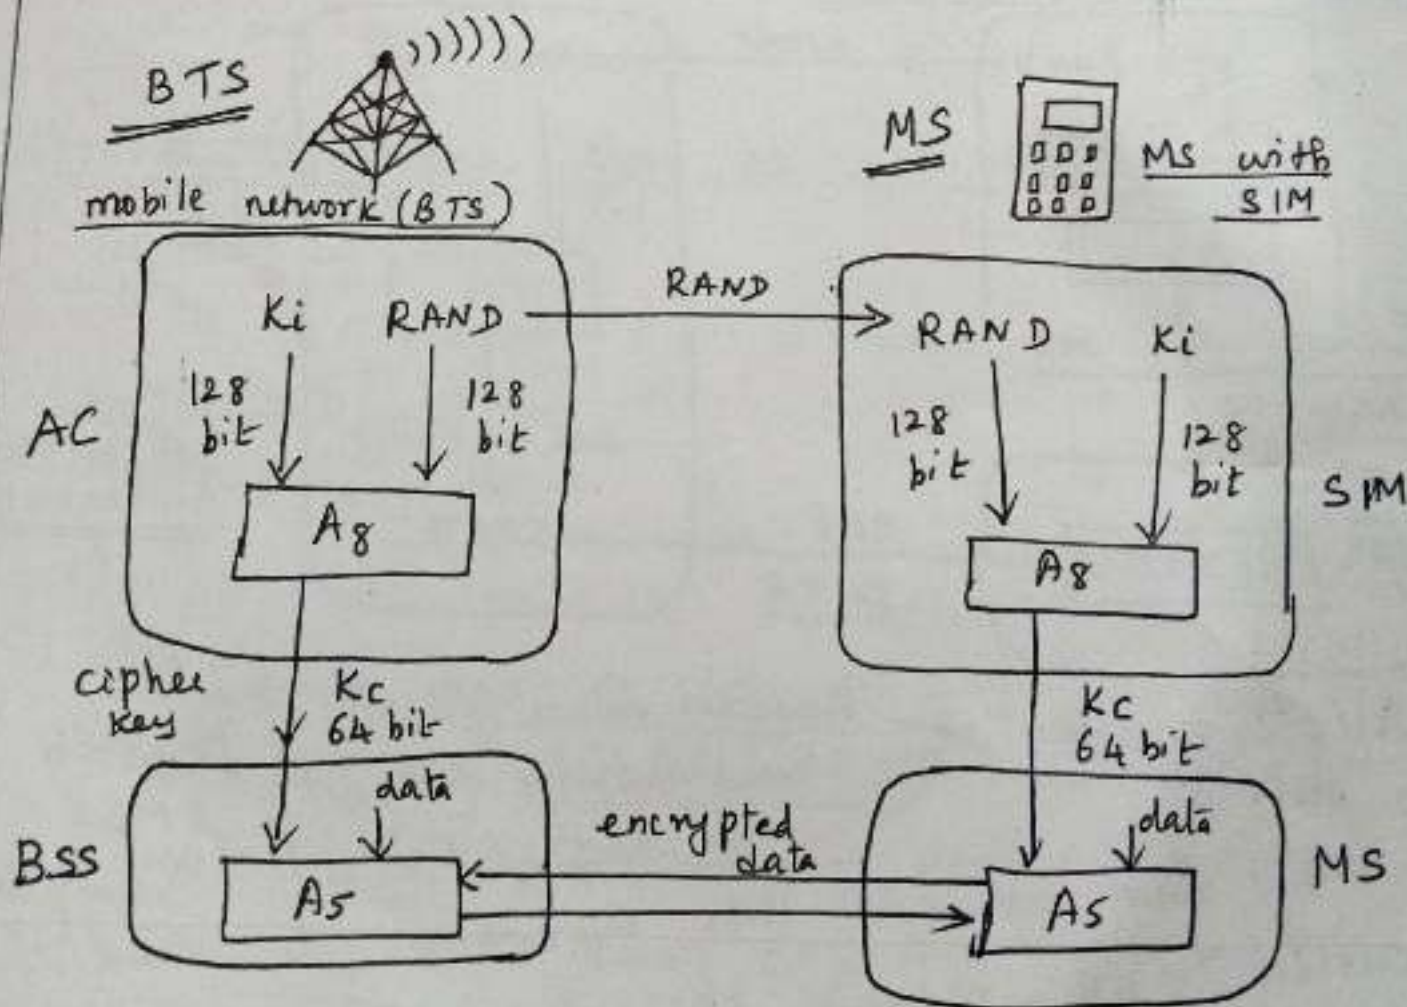 BTS
MS
MS with
SIM
mobile network (BTS)
Ki RAND
RAND
RAND Ki
128
bit
128
bit
AC
128
bit
128
bit
SIM
A8
A8
cipher
key
Kc
64 bit
Kc
64 bit
data
data
encrypted
data
BSS
A5
A5
MS